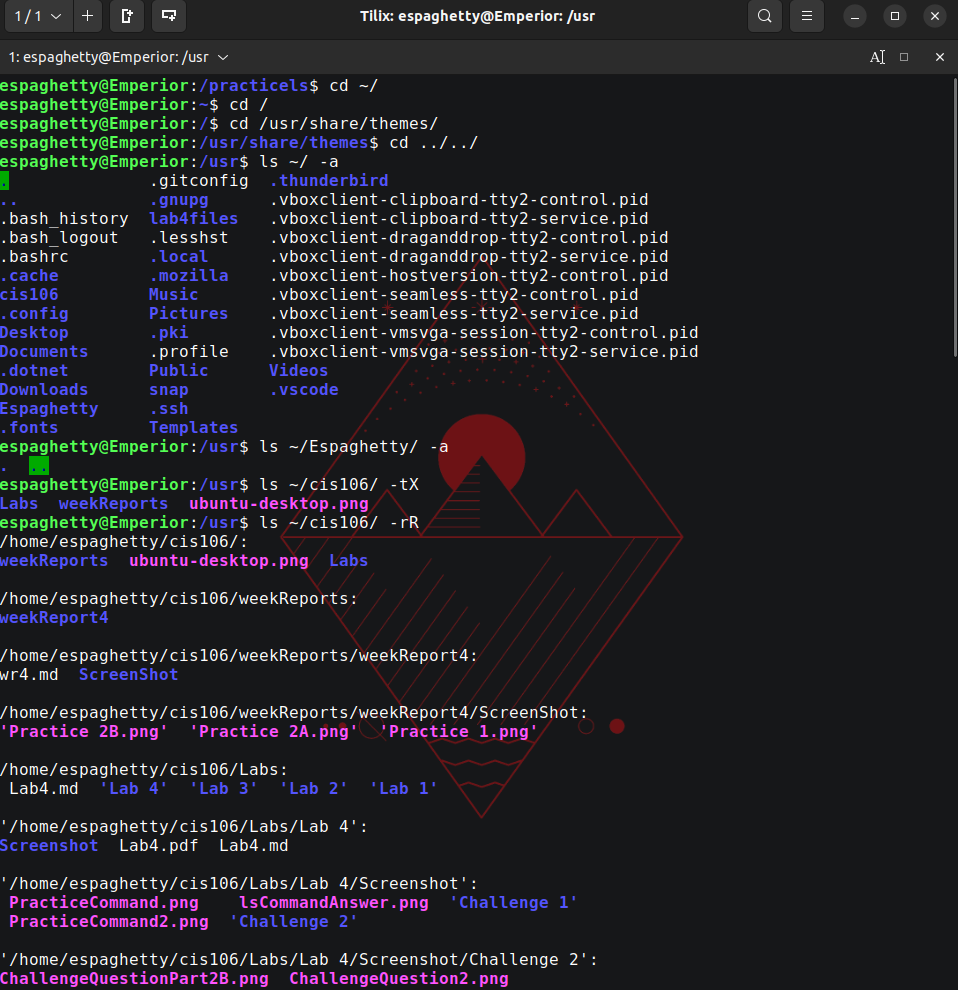 1 / 1
Tilix: espaghetty@Emperior: /usr
1: espaghetty@Emperior: /usr
espaghetty@Emperior:/practicels$ cd ~/
espaghetty@Emperior:~$ cd /
espaghetty@Emperior:/$ cd /usr/share/themes/
espaghetty@Emperior:/usr/share/themes$ cd ../../
espaghetty@Emperior:/usr$ ls ~/ -a
. .gitconfig .thunderbird
.. .gnupg .vboxclient-clipboard-tty2-control.pid
.bash_history lab4files .vboxclient-clipboard-tty2-service.pid
.bash_logout .lesshst .vboxclient-draganddrop-tty2-control.pid
.bashrc .local .vboxclient-draganddrop-tty2-service.pid
.cache .mozilla .vboxclient-hostversion-tty2-control.pid
cis106 Music .vboxclient-seamless-tty2-control.pid
.config Pictures .vboxclient-seamless-tty2-service.pid
Desktop .pki .vboxclient-vmsvga-session-tty2-control.pid
Documents .profile .vboxclient-vmsvga-session-tty2-service.pid
.dotnet Public Videos
Downloads snap .vscode
Espaghetty .ssh
.fonts Templates
espaghetty@Emperior:/usr$ ls ~/Espaghetty/ -a
. ..
espaghetty@Emperior:/usr$ ls ~/cis106/ -tX
Labs weekReports ubuntu-desktop.png
espaghetty@Emperior:/usr$ ls ~/cis106/ -rR
/home/espaghetty/cis106/:
weekReports ubuntu-desktop.png Labs
/home/espaghetty/cis106/weekReports:
weekReport4
/home/espaghetty/cis106/weekReports/weekReport4:
wr4.md ScreenShot
/home/espaghetty/cis106/weekReports/weekReport4/ScreenShot:
'Practice 2B.png' 'Practice 2A.png' 'Practice 1.png'
/home/espaghetty/cis106/Labs:
Lab4.md 'Lab 4' 'Lab 3' 'Lab 2' 'Lab 1'
'/home/espaghetty/cis106/Labs/Lab 4':
Screenshot Lab4.pdf Lab4.md
'/home/espaghetty/cis106/Labs/Lab 4/Screenshot':
PracticeCommand.png lsCommandAnswer.png 'Challenge 1'
PracticeCommand2.png 'Challenge 2'
'/home/espaghetty/cis106/Labs/Lab 4/Screenshot/Challenge 2':
ChallengeQuestionPart2B.png ChallengeQuestion2.png